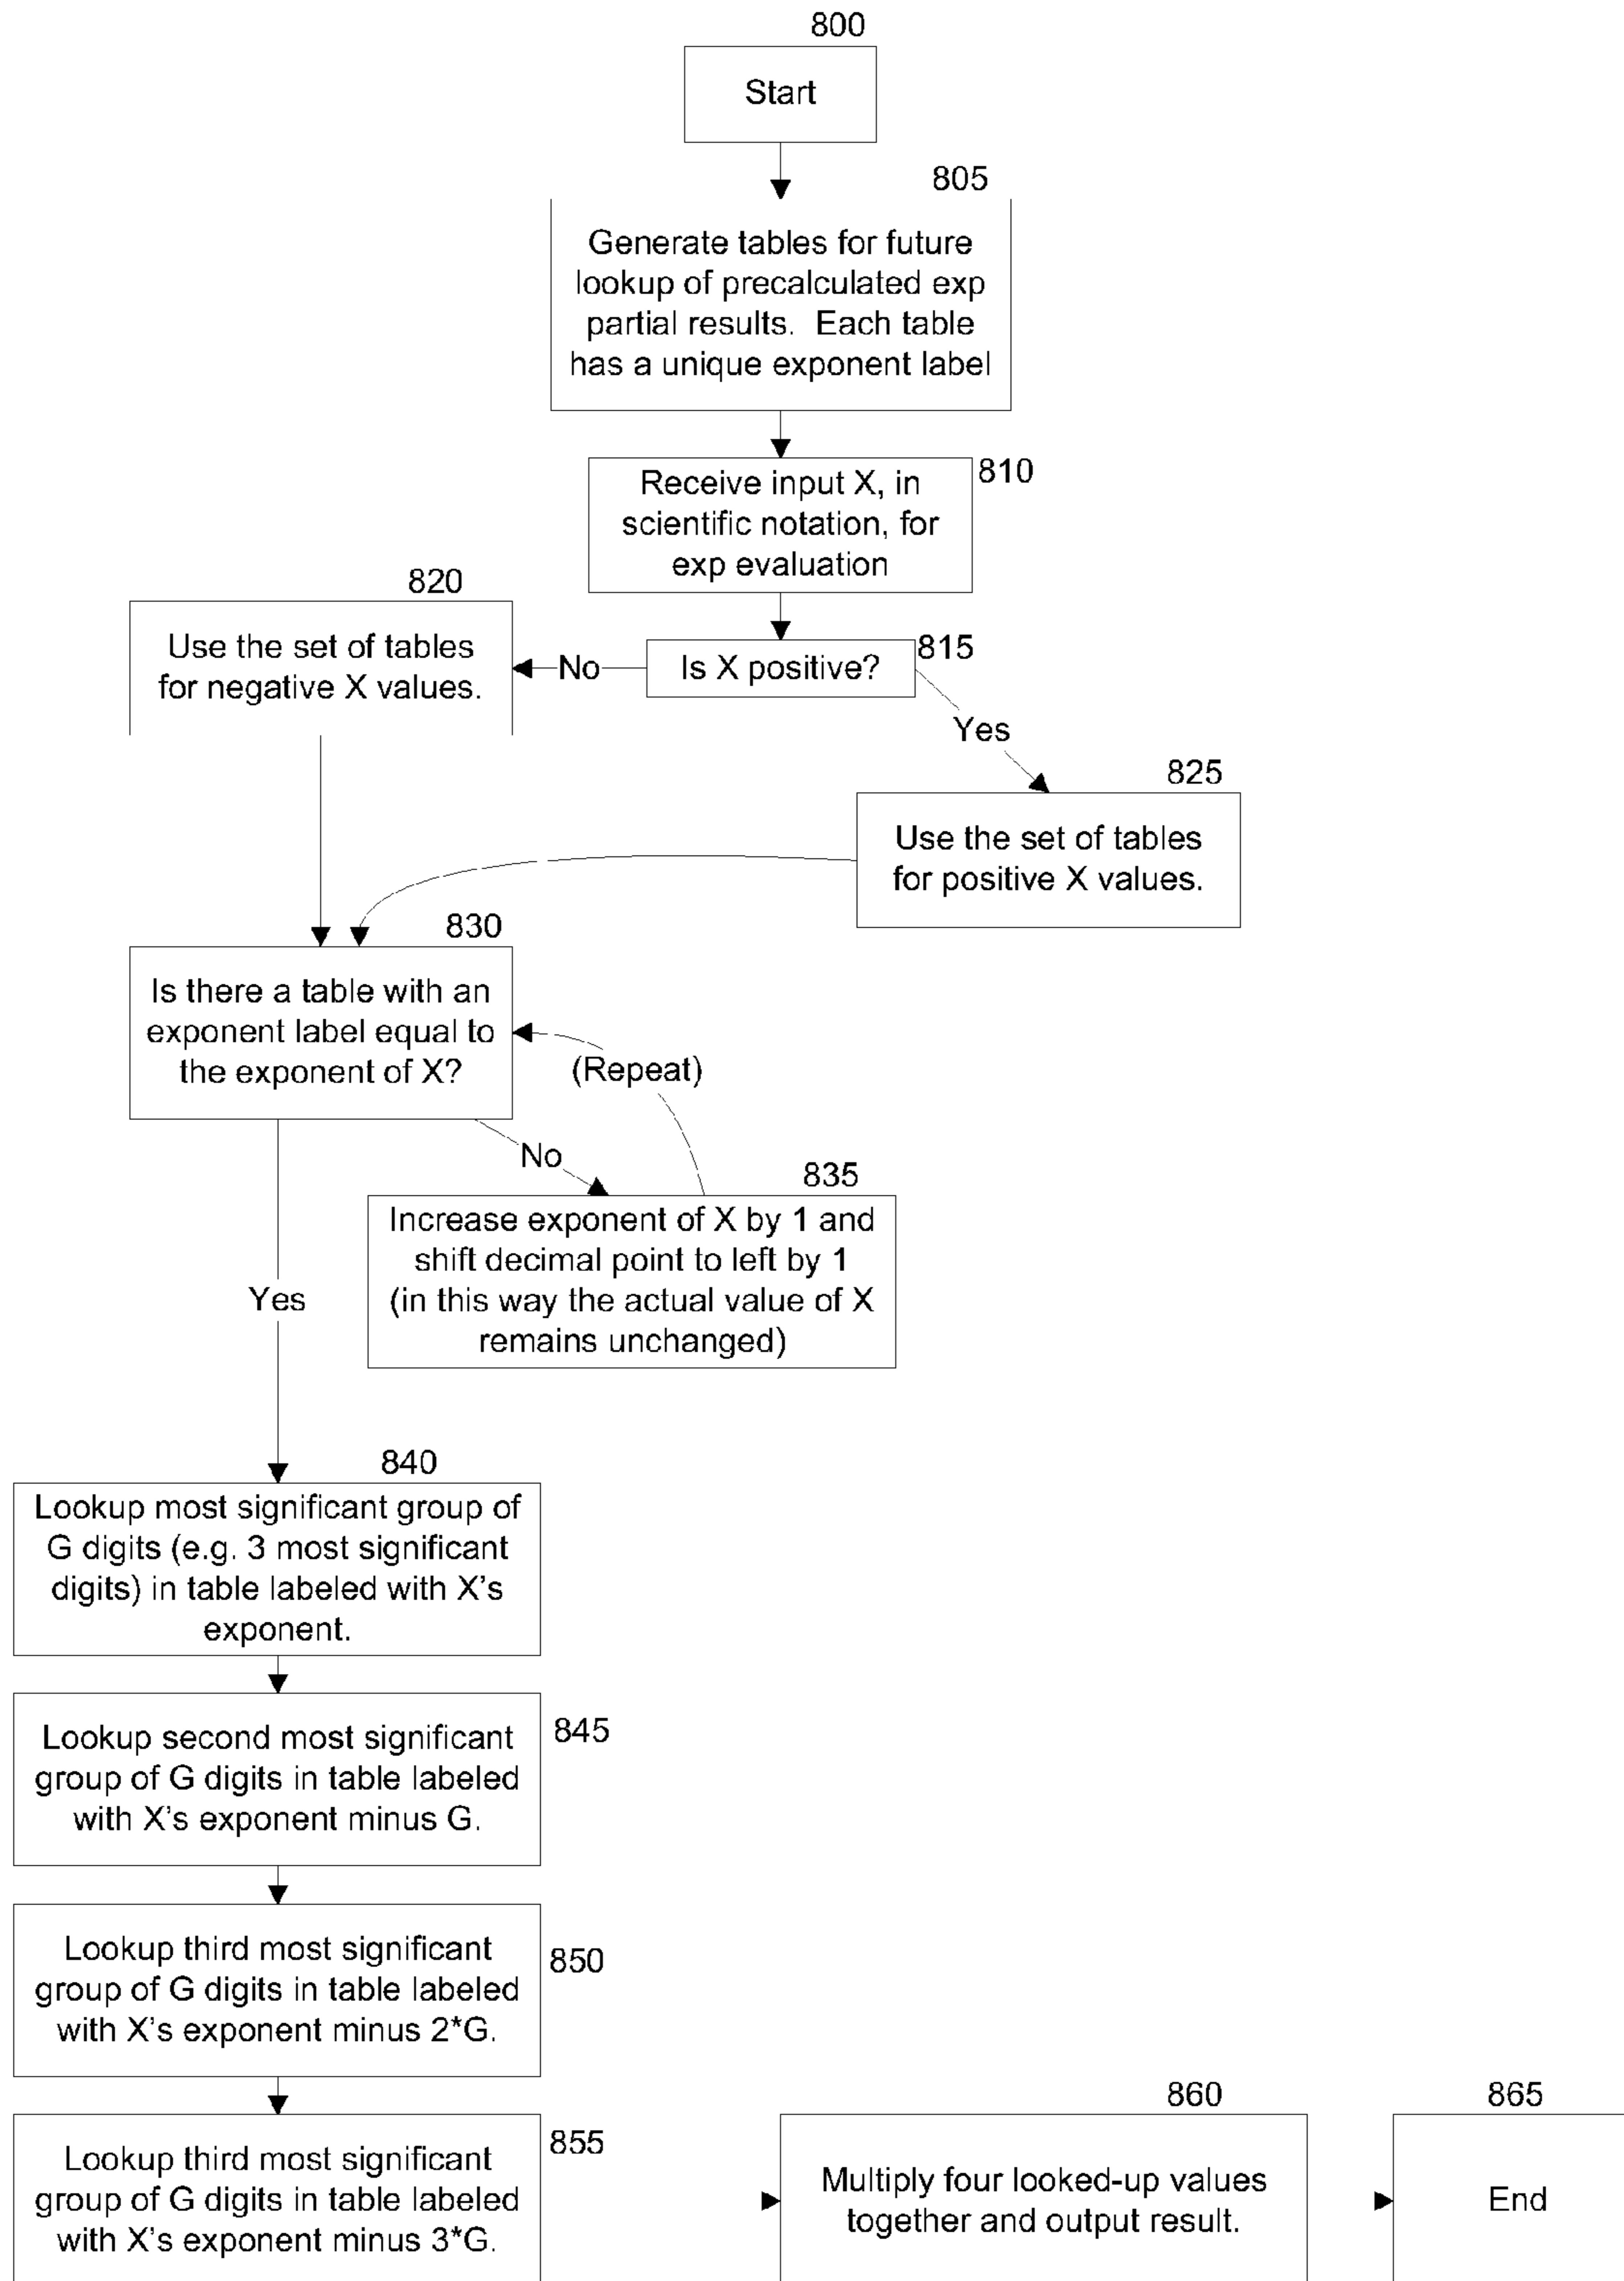 800
Start
805
Generate tables for future
lookup of precalculated exp
partial results. Each table
has a unique exponent label
810
Receive input X, in
scientific notation, for
exp evaluation
815
Is X positive?
No
820
Use the set of tables
for negative X values.
Yes
825
Use the set of tables
for positive X values.
830
Is there a table with an
exponent label equal to
the exponent of X?
(Repeat)
No
835
Increase exponent of X by 1 and
shift decimal point to left by 1
(in this way the actual value of X
remains unchanged)
Yes
840
Lookup most significant group of
G digits (e.g. 3 most significant
digits) in table labeled with X's
exponent.
845
Lookup second most significant
group of G digits in table labeled
with X's exponent minus G.
850
Lookup third most significant
group of G digits in table labeled
with X's exponent minus 2*G.
855
Lookup third most significant
group of G digits in table labeled
with X's exponent minus 3*G.
860
Multiply four looked-up values
together and output result.
865
End